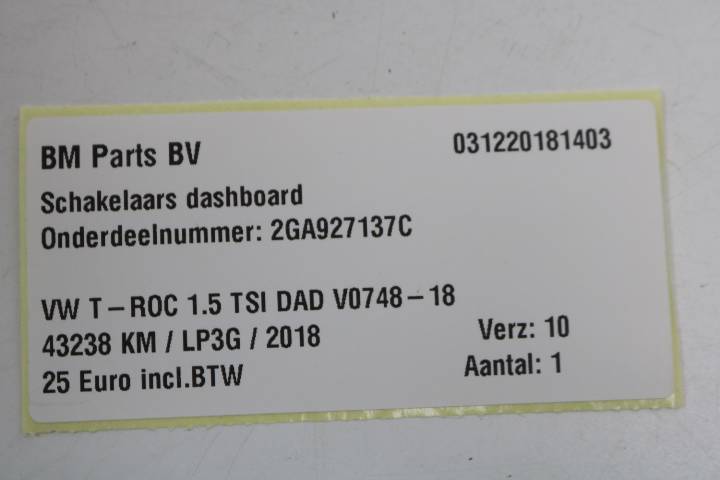 BM Parts BV 031220181403
Schakelaars dashboard
Onderdeelnummer: 2GA927137C
VW T-ROC 1.5 TSI DAD V0748-18
43238 KM / LP3G / 2018 Verz: 10
25 Euro incl.BTW Aantal: 1